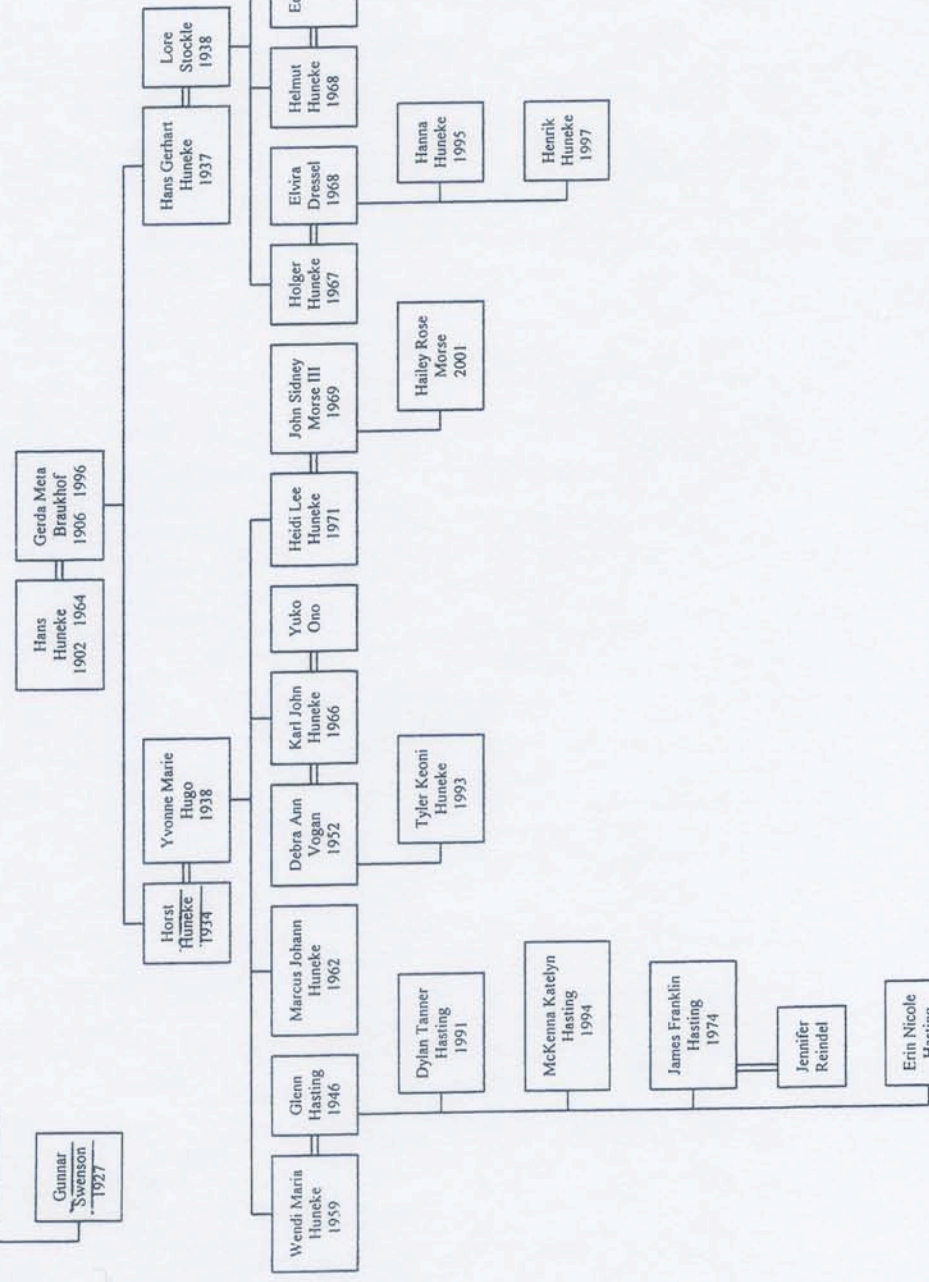 Gunnar
Swenson
1927
Hans
Huneke
1902 1964
Gerda Meta
Braukhof
1906 1996
Horst
Huneke
1934
Yvonne Marie
Hugo
1938
Hans Gerhart
Huneke
1937
Lore
Stockle
1938
Wendi Maria
Huneke
1959
Glenn
Hasting
1946
Marcus Johann
Huneke
1962
Debra Ann
Vogan
1952
Karl John
Huneke
1966
Yuko
Ono
Heidi Lee
Huneke
1971
John Sidney
Morse III
1969
Holger
Huneke
1967
Elvira
Dressel
1968
Helmut
Huneke
1968
Dylan Tanner
Hasting
1991
Tyler Keoni
Huneke
1993
Hailey Rose
Morse
2001
Hanna
Huneke
1995
McKenna Katelyn
Hasting
1994
Henrik
Huneke
1997
James Franklin
Hasting
1974
Jennifer
Reindel
Erin Nicole
Hasting